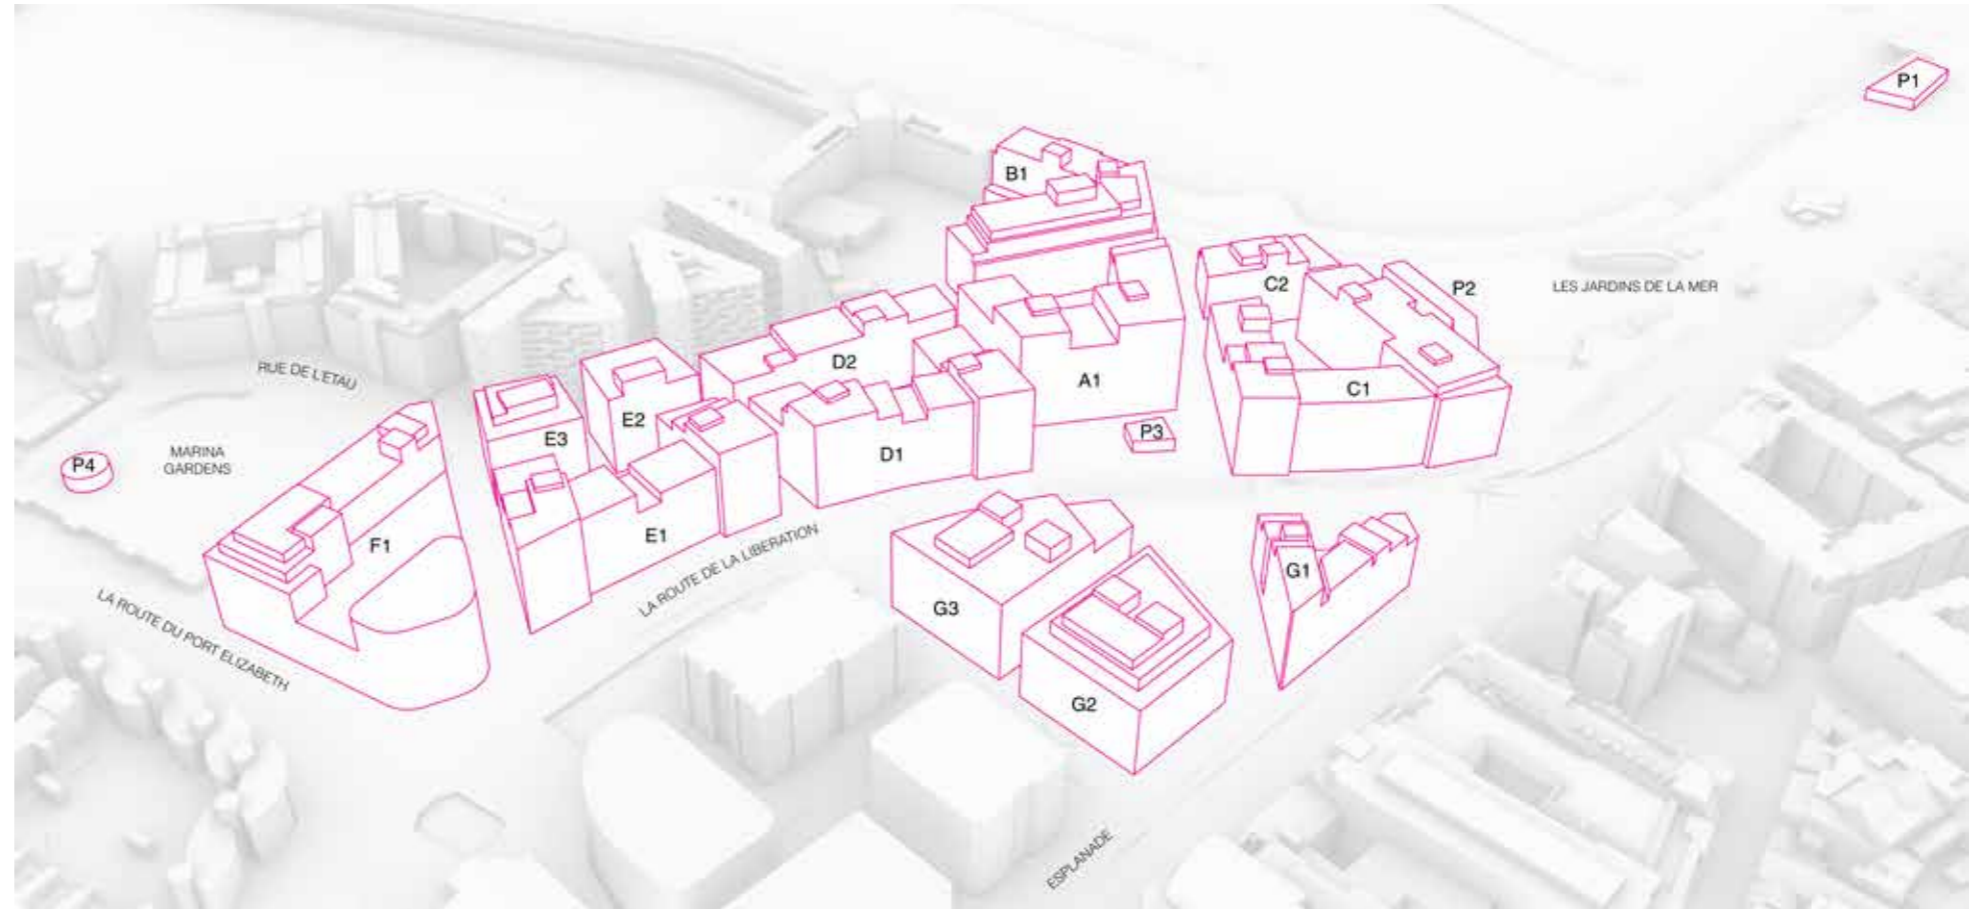 P1
B1
C2
P2
LES JARDINS DE LA MER
D2
A1
C1
RUE DE L'ETAU
E2
P3
E3
MARINA
GARDENS
P4
D1
F1
E1
LA ROUTE DE LA LIBERATION
G1
G3
LA ROUTE DU PORT ELIZABETH
G2
ESPLANADE